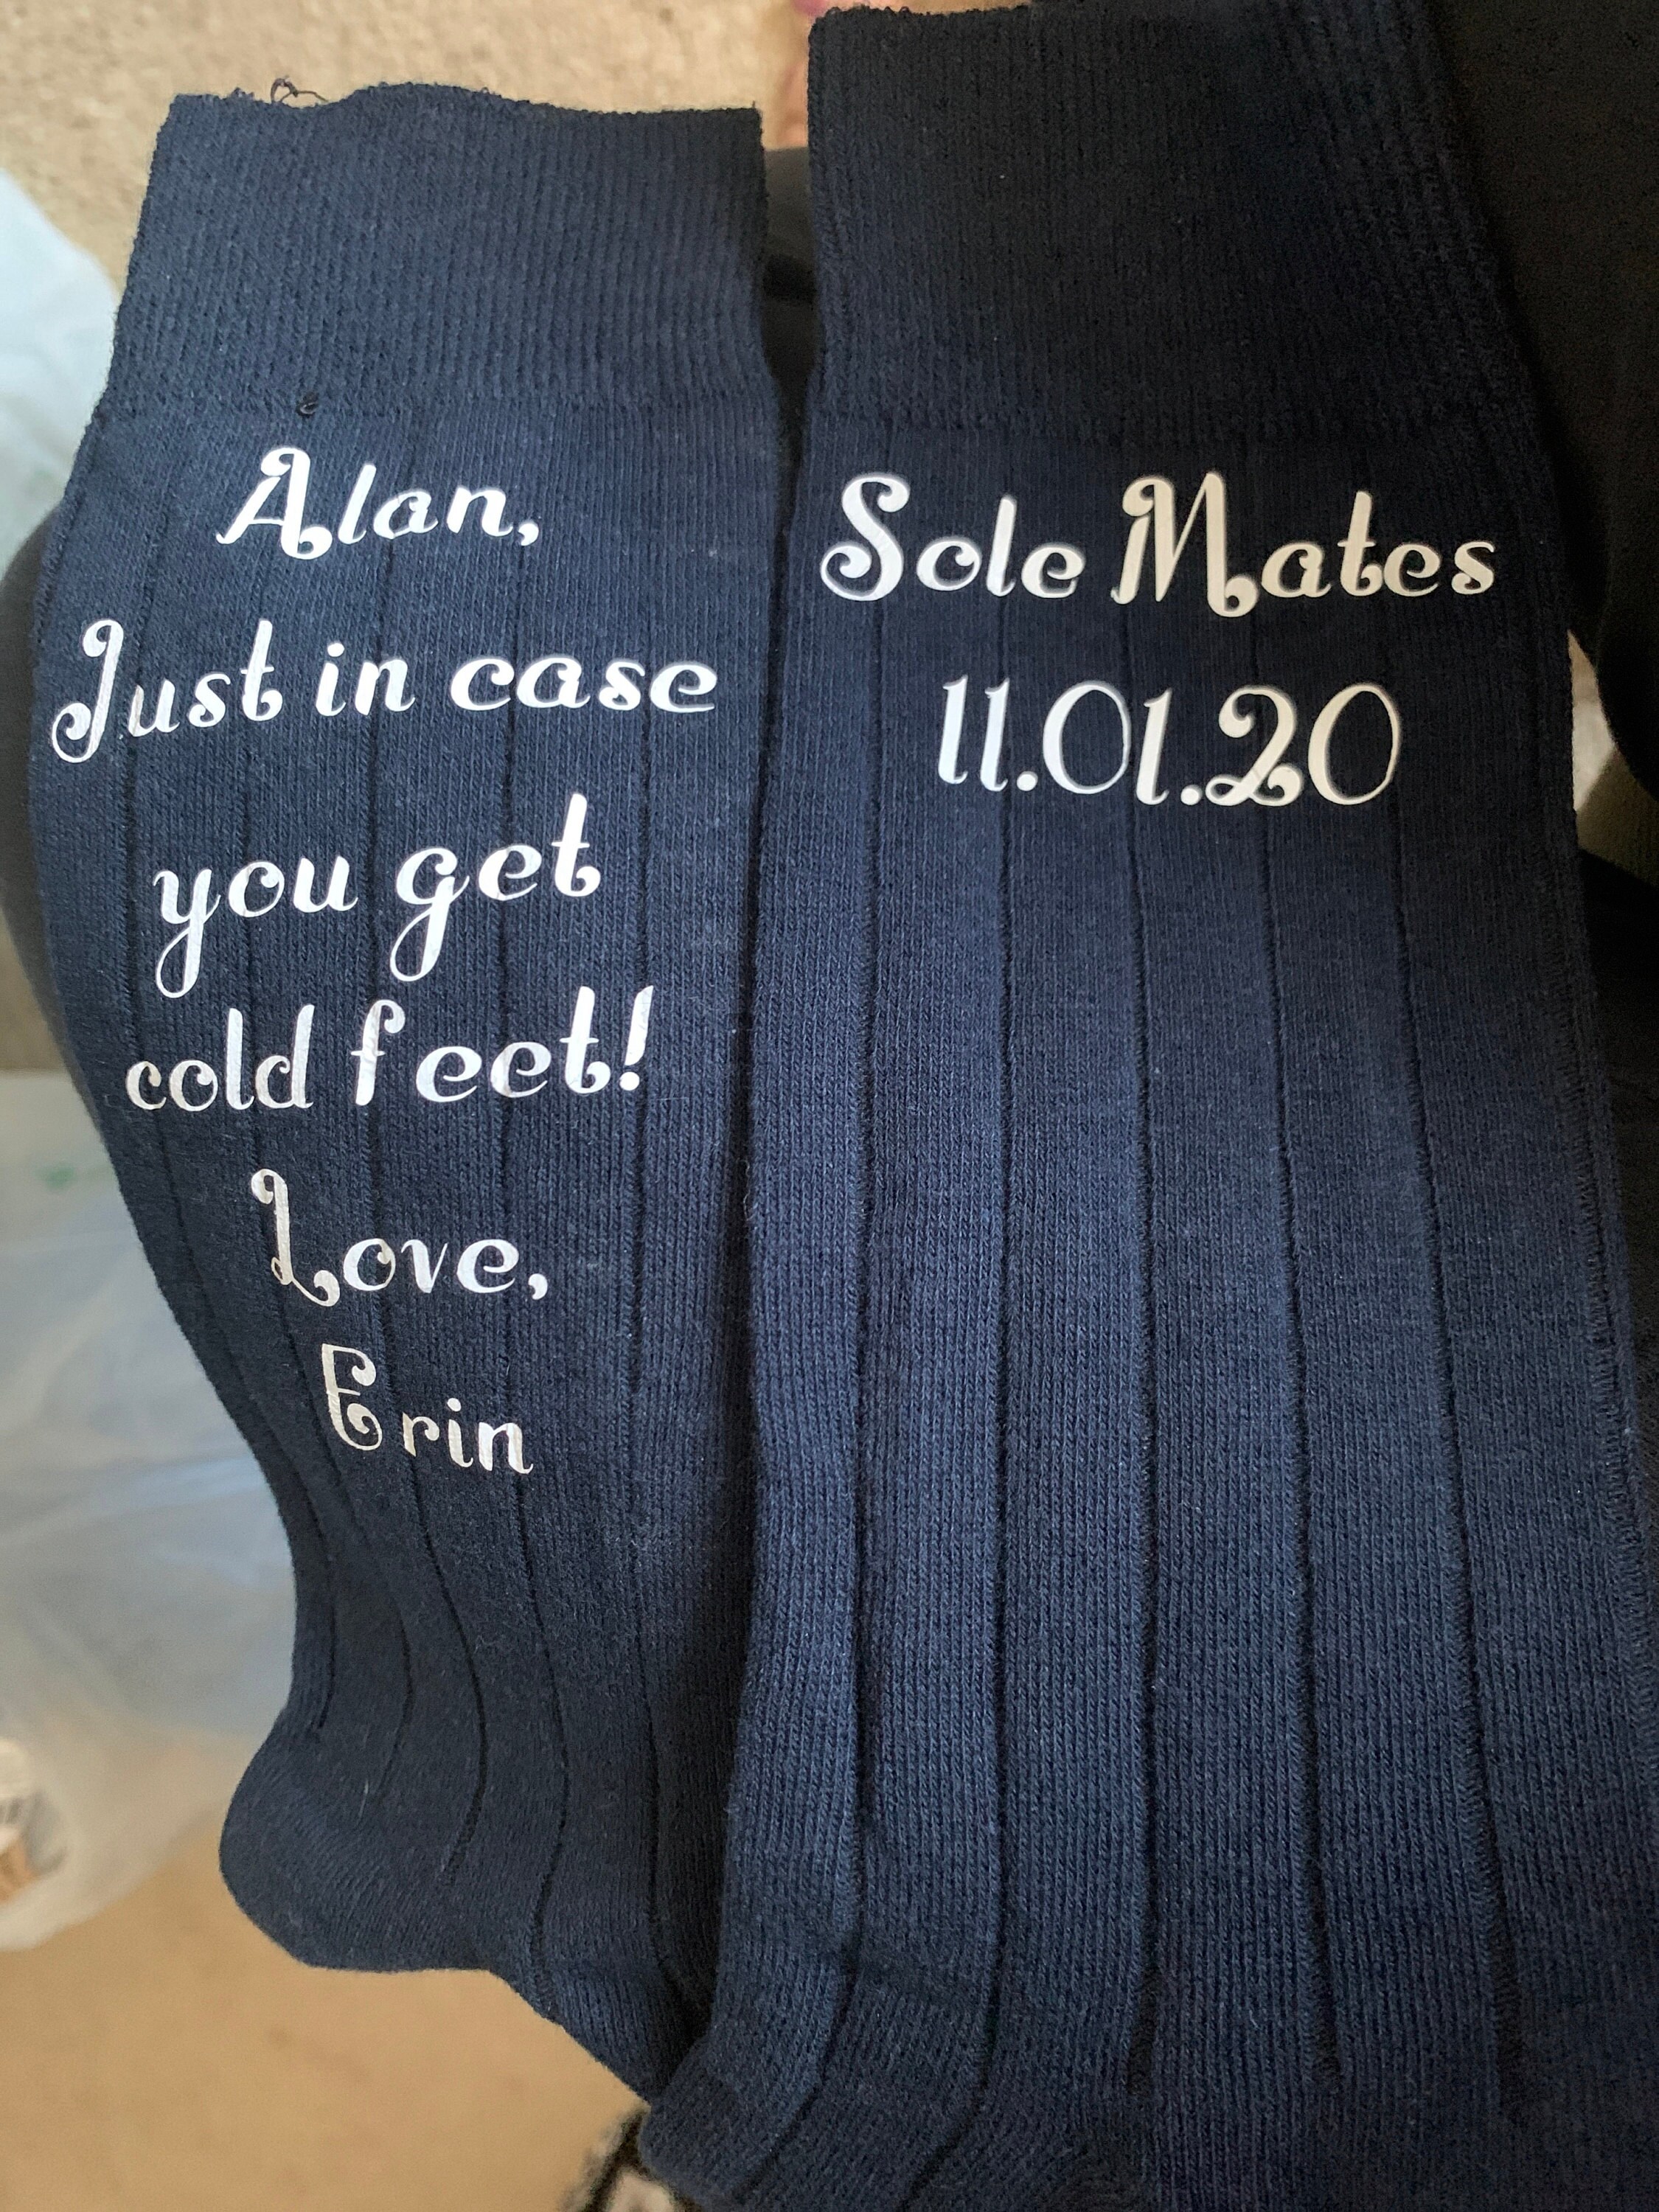 Alan,
Just in case
you get
cold feet!
Love,
Erin
Sole Mates
11.01.20